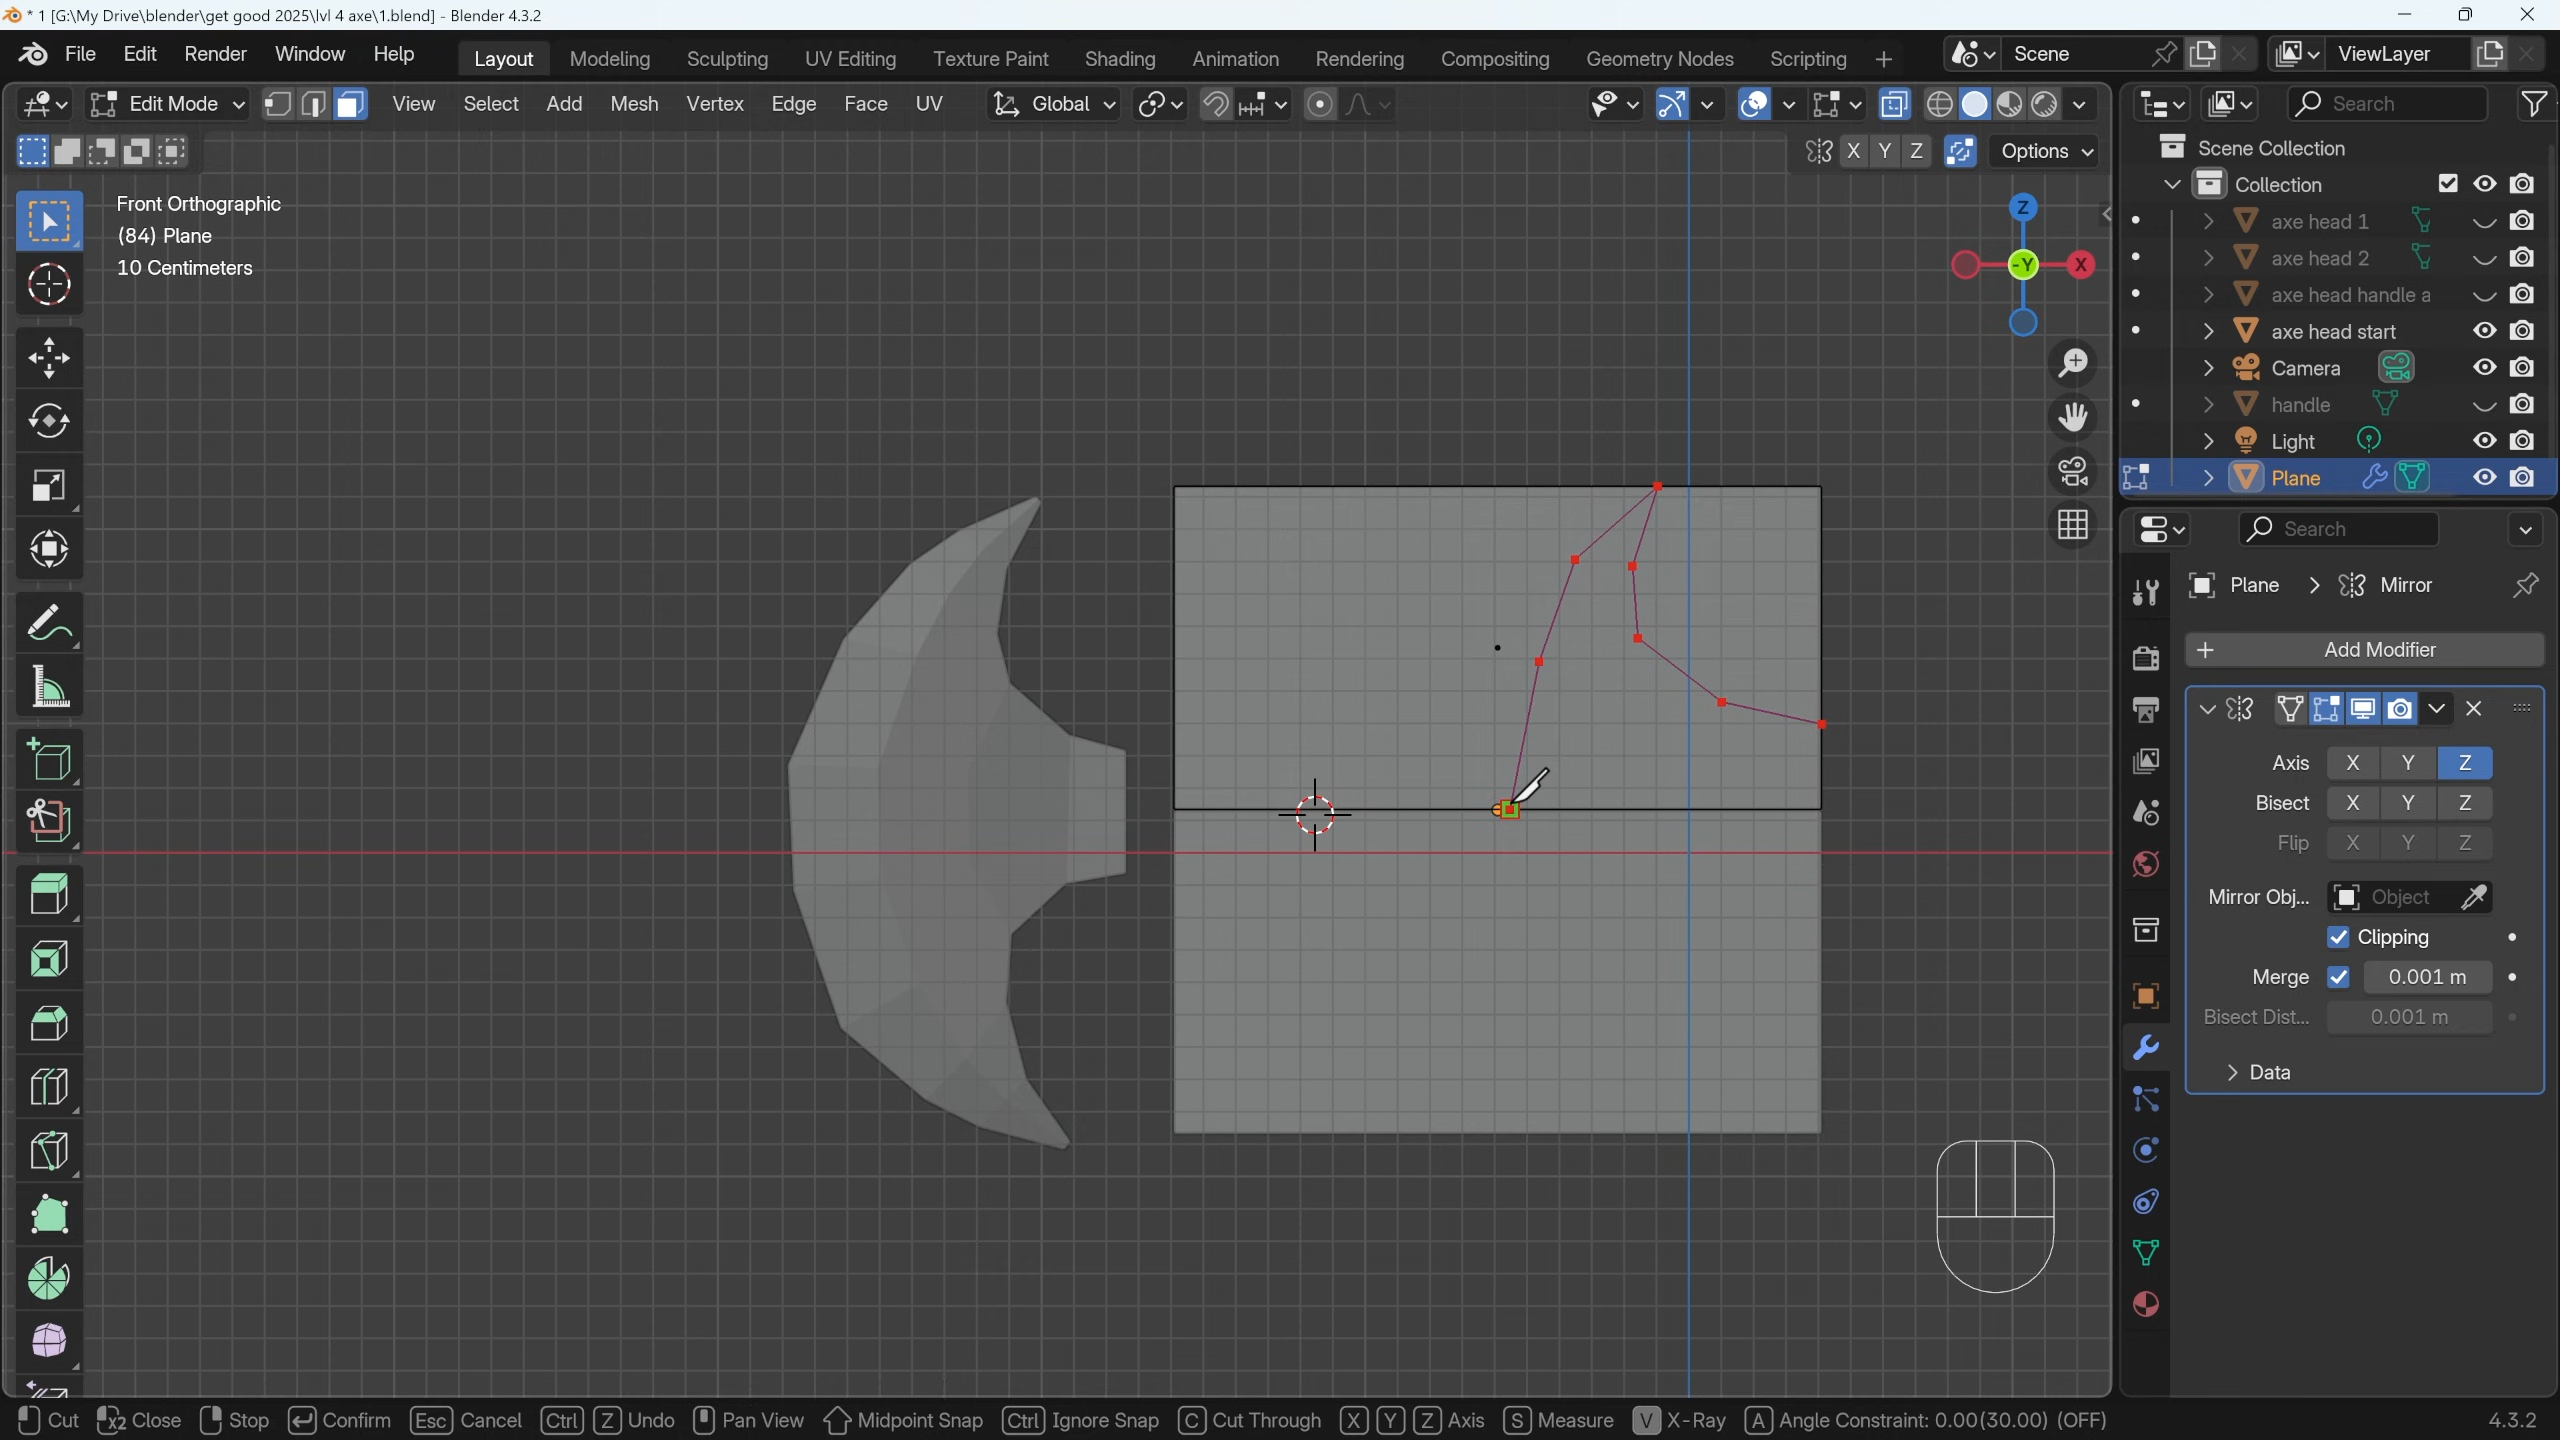 * 1 [G:\My Drive\blender\get good 2025\lvl 4 axe\1.blend] - Blender 4.3.2
File Edit Render Window Help Layout Modeling Sculpting UV Editing Texture Paint Shading Animation Rendering Compositing Geometry Nodes Scripting + Scene ViewLayer
Edit Mode View Select Add Mesh Vertex Edge Face UV Global Search
X Y Z Options
Front Orthographic
(84) Plane
10 Centimeters
Z
-Y
X
Scene Collection
Collection
axe head 1
axe head 2
axe head handle a
axe head start
Camera
handle
Light
Plane
Search
Plane > Mirror
+ Add Modifier
Axis X Y Z
Bisect X Y Z
Flip X Y Z
Mirror Obj... Object
Clipping
Merge 0.001 m
Bisect Dist... 0.001 m
Data
Cut x2 Close Stop Confirm Esc Cancel Ctrl Z Undo Pan View Midpoint Snap Ctrl Ignore Snap C Cut Through X Y Z Axis S Measure V X-Ray A Angle Constraint: 0.00(30.00) (OFF) 4.3.2